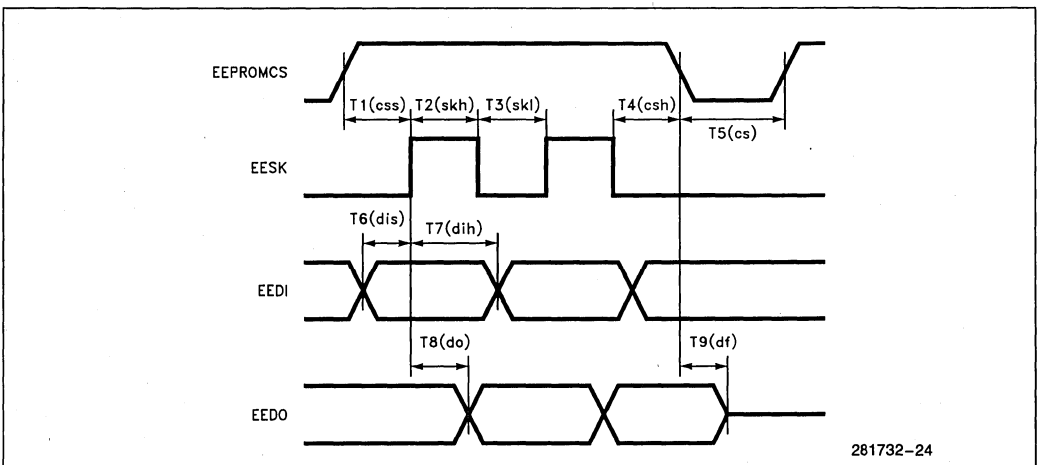 EEPROMCS
T1(css) T2(skh) T3(skl) T4(csh)
T5(cs)
EESK
T6(dis) T7(dih)
EEDI
T8(do) T9(df)
EEDO
281732-24